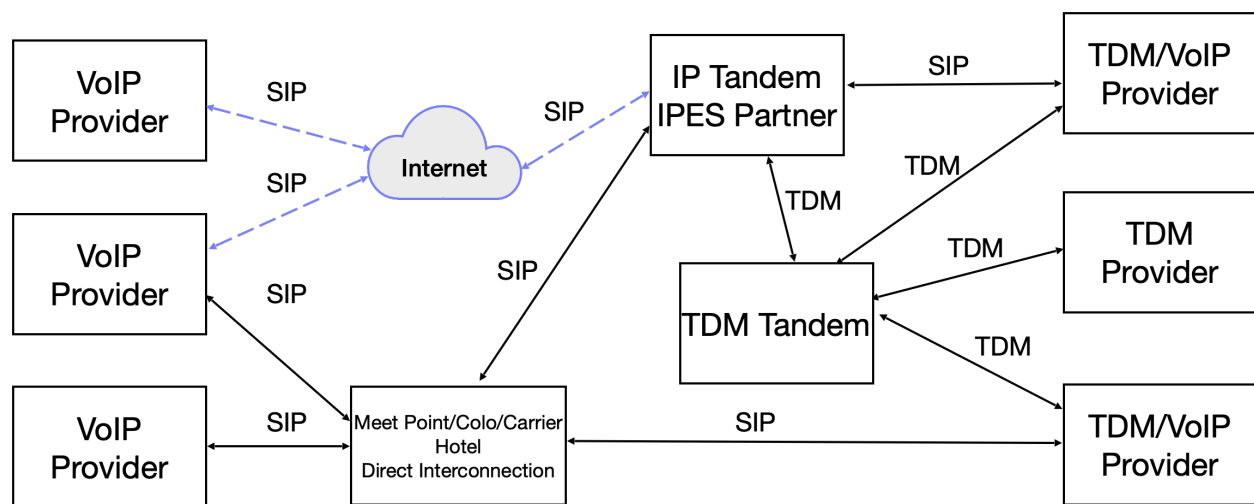 VoIP
Provider
SIP
Internet
SIP
IP Tandem
IPES Partner
SIP
TDM/VoIP
Provider
SIP
TDM
TDM
VoIP
Provider
SIP
SIP
TDM Tandem
TDM
TDM
Provider
TDM
VoIP
Provider
SIP
Meet Point/Colo/Carrier
Hotel
Direct Interconnection
SIP
TDM/VoIP
Provider